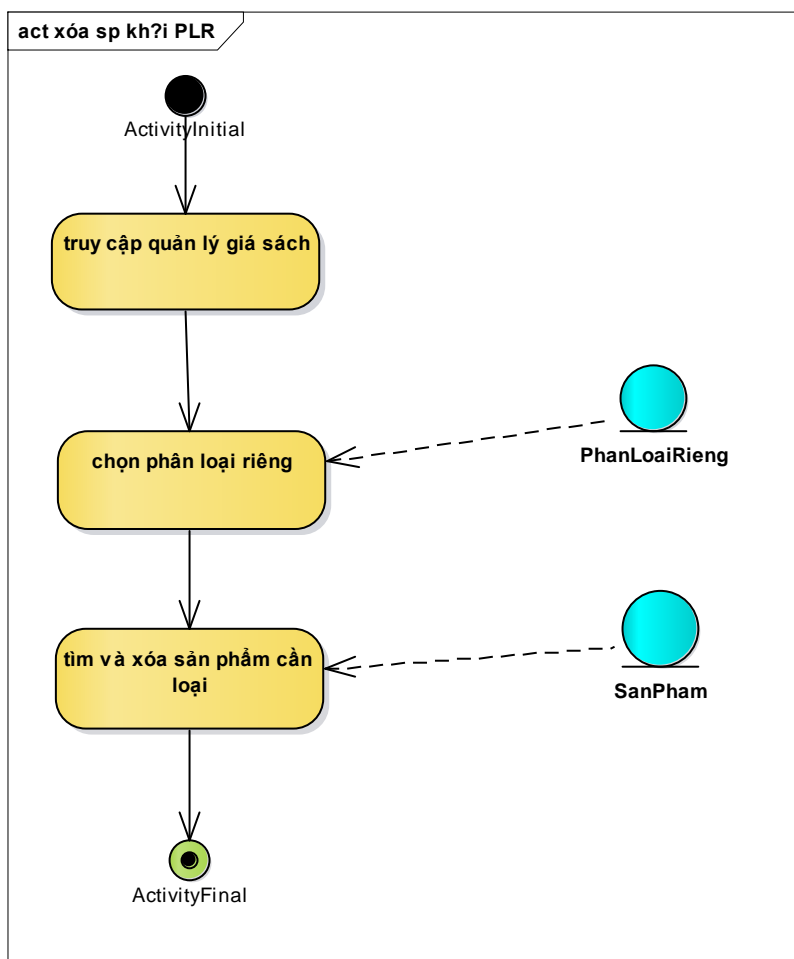 act xóa sp kh?i PLR
ActivityInitial
truy cập quản lý giá sách
chọn phân loại riêng
PhanLoaiRieng
tìm và xóa sản phẩm cần
loại
SanPham
ActivityFinal